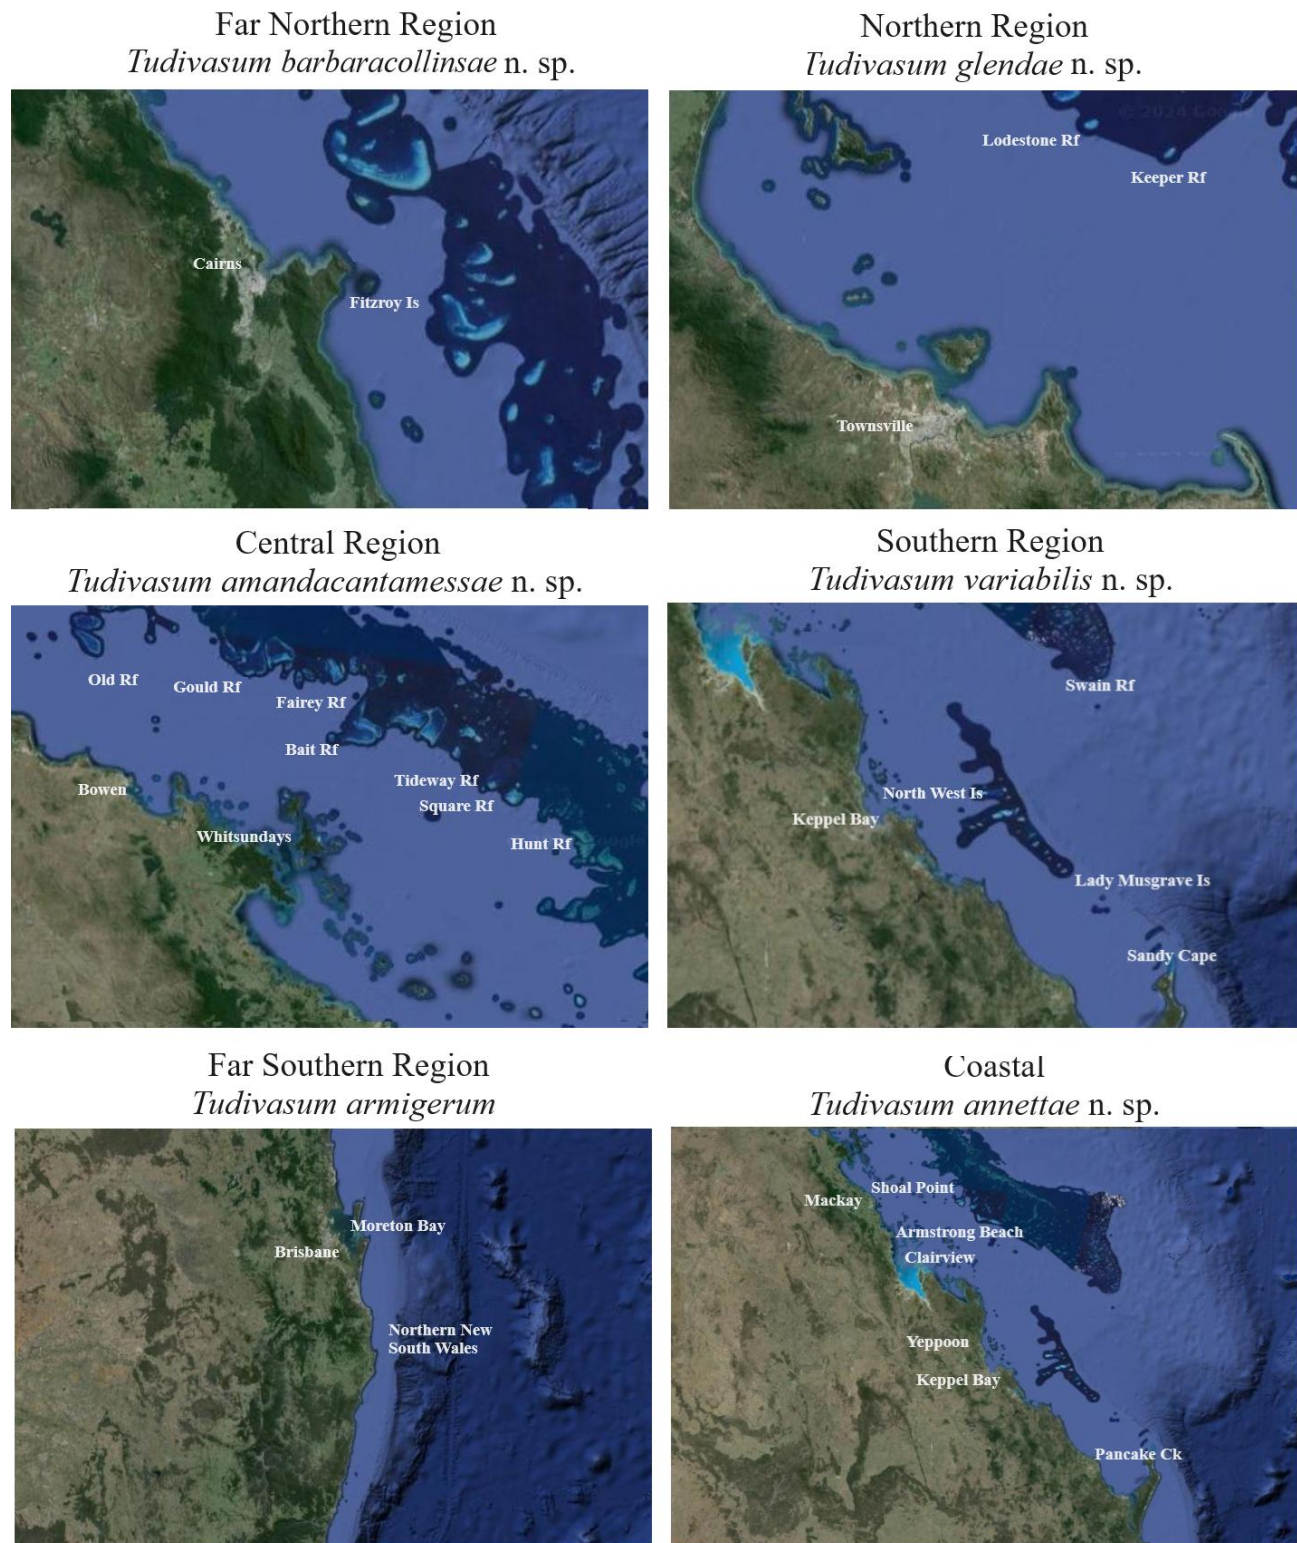 Far Northern Region
Tudivasum barbaracollinsae n. sp.
Cairns
Fitzroy Is
Northern Region
Tudivasum glendae n. sp.
© 2024 Google
Lodestone Rf
Keeper Rf
Townsville
Central Region
Tudivasum amandacantamessae n. sp.
Old Rf
Gould Rf
Fairey Rf
Bait Rf
Bowen
Tideway Rf
Square Rf
Whitsundays
Hunt Rf
Google
Southern Region
Tudivasum variabilis n. sp.
Swain Rf
North West Is
Keppel Bay
Lady Musgrave Is
Sandy Cape
Far Southern Region
Tudivasum armigerum
Moreton Bay
Brisbane
Northern New
South Wales
Coastal
Tudivasum annettae n. sp.
Shoal Point
Mackay
Armstrong Beach
Clairview
Yeppoon
Keppel Bay
Pancake Ck